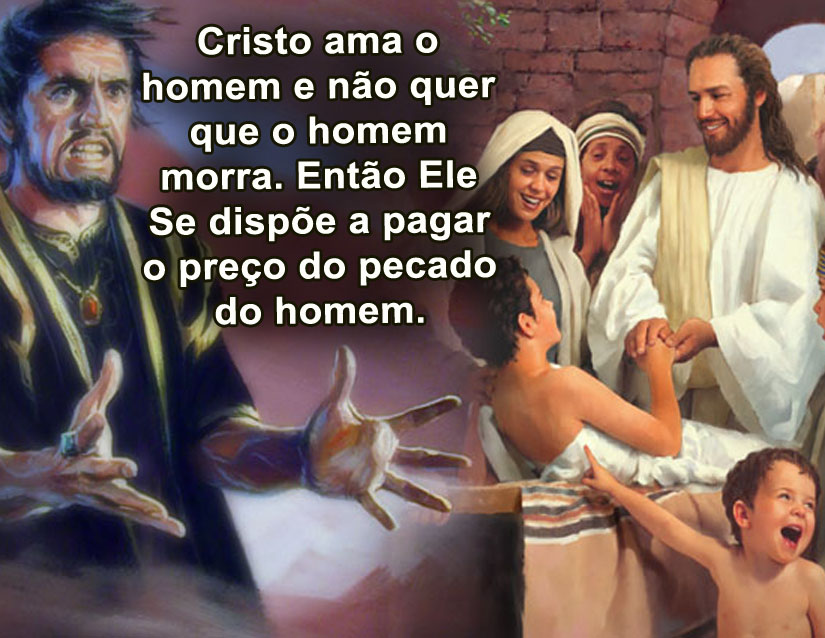 Cristo ama o
homem e não quer
que o homem
morra. Então Ele
Se dispõe a pagar
o preço do pecado
do homem.